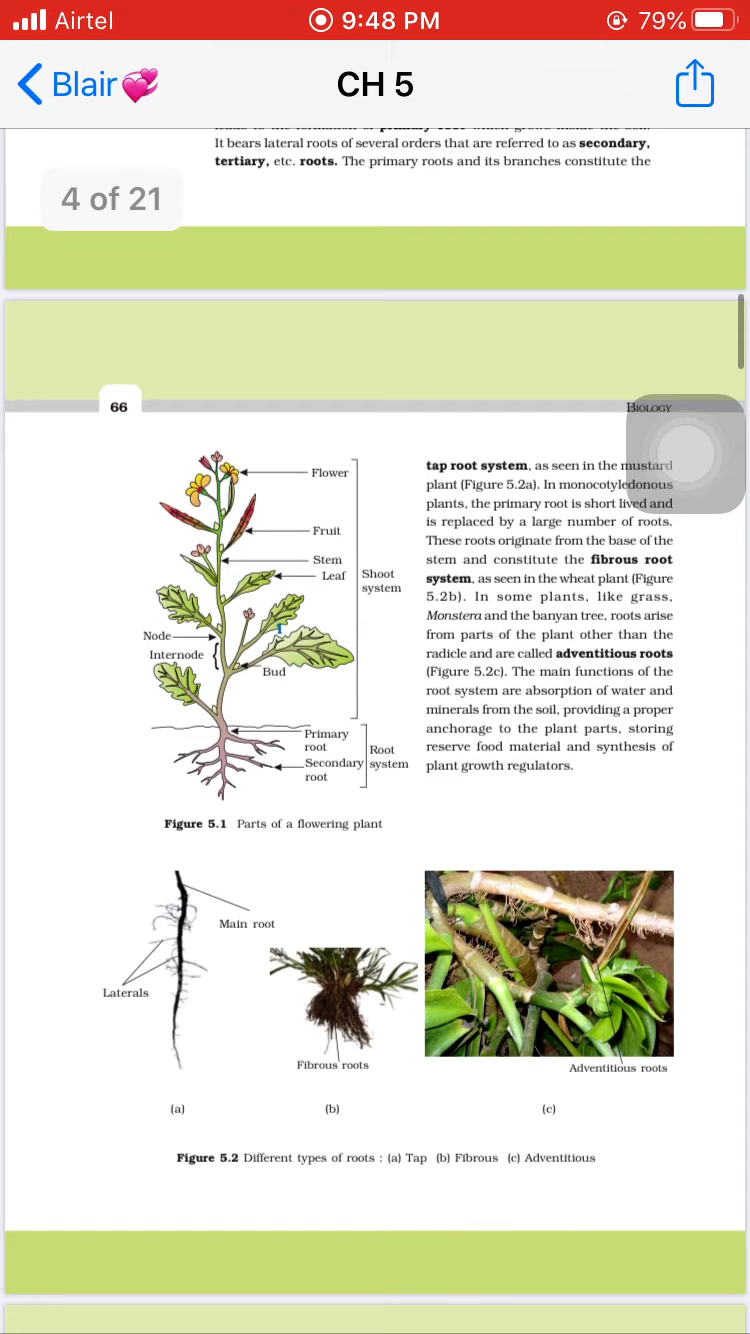 Airtel
9:48 PM
79%
Blair
CH 5
It bears lateral roots of several orders that are referred to as secondary,
tertiary, etc. roots. The primary roots and its branches constitute the
4 of 21
66
BIOLOGY
Flower
Fruit
Stem
Leaf
Shoot
system
Node
Internode
Bud
Primary
root
Secondary
root
Root
system
Figure 5.1 Parts of a flowering plant
tap root system, as seen in the mustard
plant (Figure 5.2a). In monocotyledonous
plants, the primary root is short lived and
is replaced by a large number of roots.
These roots originate from the base of the
stem and constitute the fibrous root
system, as seen in the wheat plant (Figure
5.2b). In some plants, like grass,
Monstera and the banyan tree, roots arise
from parts of the plant other than the
radicle and are called adventitious roots
(Figure 5.2c). The main functions of the
root system are absorption of water and
minerals from the soil, providing a proper
anchorage to the plant parts, storing
reserve food material and synthesis of
plant growth regulators.
Main root
Laterals
Fibrous roots
Adventitious roots
(a)
(b)
(c)
Figure 5.2 Different types of roots : (a) Tap (b) Fibrous (c) Adventitious